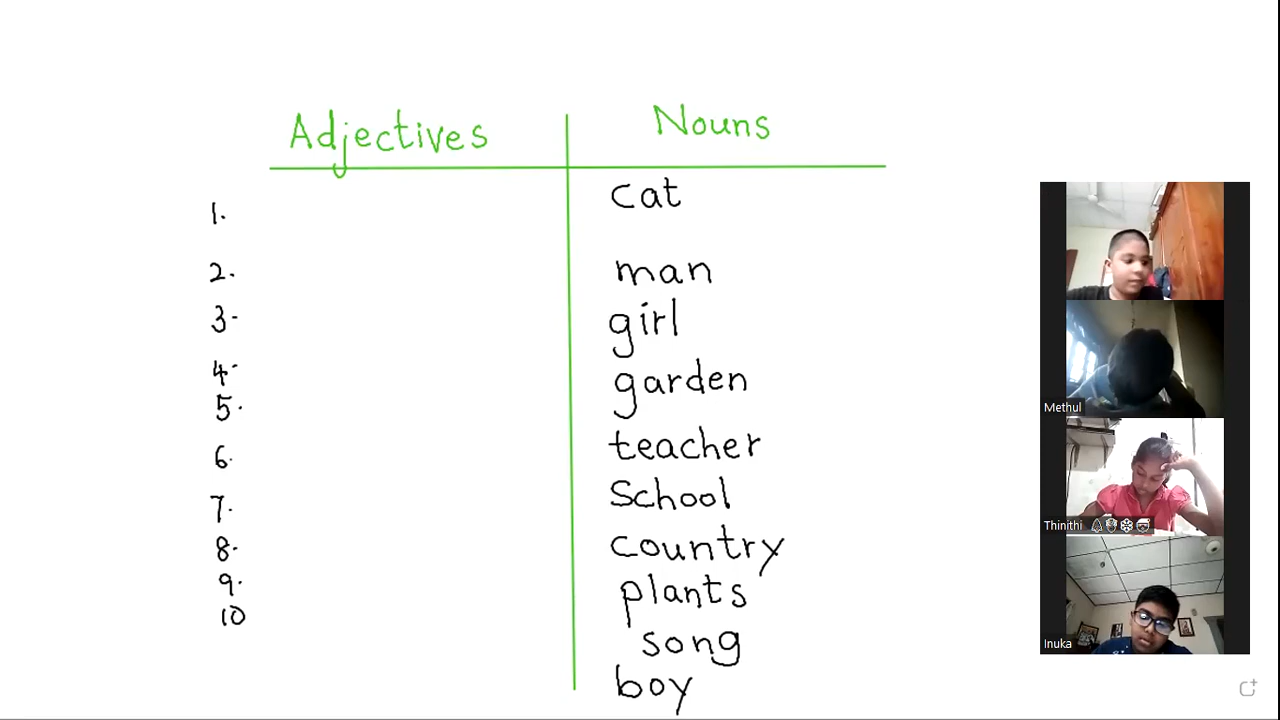 Adjectives Nouns
1. cat
2. man
3. girl
4. garden
5. teacher
6. School
7. country
8. plants
9. song
10 boy
Methul
Thinithi
Inuka